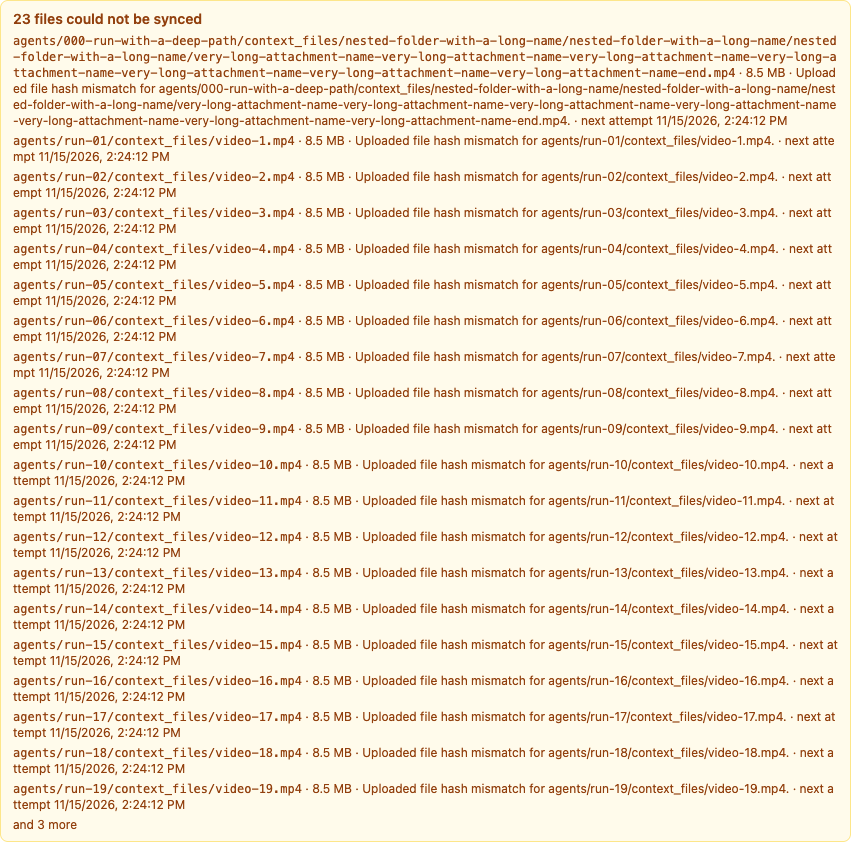 23 files could not be synced
agents/000-run-with-a-deep-path/context_files/nested-folder-with-a-long-name/nested-folder-with-a-long-name/nested
-folder-with-a-long-name/very-long-attachment-name-very-long-attachment-name-very-long-attachment-name-very-long-a
ttachment-name-very-long-attachment-name-very-long-attachment-name-very-long-attachment-name-end.mp4 · 8.5 MB · Upload
ed file hash mismatch for agents/000-run-with-a-deep-path/context_files/nested-folder-with-a-long-name/nested-folder-with-a-long-name/nest
ed-folder-with-a-long-name/very-long-attachment-name-very-long-attachment-name-very-long-attachment-name-very-long-attachment-name
-very-long-attachment-name-very-long-attachment-name-very-long-attachment-name-end.mp4. · next attempt 11/15/2026, 2:24:12 PM
agents/run-01/context_files/video-1.mp4 · 8.5 MB · Uploaded file hash mismatch for agents/run-01/context_files/video-1.mp4. · next atte
mpt 11/15/2026, 2:24:12 PM
agents/run-02/context_files/video-2.mp4 · 8.5 MB · Uploaded file hash mismatch for agents/run-02/context_files/video-2.mp4. · next att
empt 11/15/2026, 2:24:12 PM
agents/run-03/context_files/video-3.mp4 · 8.5 MB · Uploaded file hash mismatch for agents/run-03/context_files/video-3.mp4. · next att
empt 11/15/2026, 2:24:12 PM
agents/run-04/context_files/video-4.mp4 · 8.5 MB · Uploaded file hash mismatch for agents/run-04/context_files/video-4.mp4. · next att
empt 11/15/2026, 2:24:12 PM
agents/run-05/context_files/video-5.mp4 · 8.5 MB · Uploaded file hash mismatch for agents/run-05/context_files/video-5.mp4. · next att
empt 11/15/2026, 2:24:12 PM
agents/run-06/context_files/video-6.mp4 · 8.5 MB · Uploaded file hash mismatch for agents/run-06/context_files/video-6.mp4. · next att
empt 11/15/2026, 2:24:12 PM
agents/run-07/context_files/video-7.mp4 · 8.5 MB · Uploaded file hash mismatch for agents/run-07/context_files/video-7.mp4. · next atte
mpt 11/15/2026, 2:24:12 PM
agents/run-08/context_files/video-8.mp4 · 8.5 MB · Uploaded file hash mismatch for agents/run-08/context_files/video-8.mp4. · next att
empt 11/15/2026, 2:24:12 PM
agents/run-09/context_files/video-9.mp4 · 8.5 MB · Uploaded file hash mismatch for agents/run-09/context_files/video-9.mp4. · next att
empt 11/15/2026, 2:24:12 PM
agents/run-10/context_files/video-10.mp4 · 8.5 MB · Uploaded file hash mismatch for agents/run-10/context_files/video-10.mp4. · next a
ttempt 11/15/2026, 2:24:12 PM
agents/run-11/context_files/video-11.mp4 · 8.5 MB · Uploaded file hash mismatch for agents/run-11/context_files/video-11.mp4. · next at
tempt 11/15/2026, 2:24:12 PM
agents/run-12/context_files/video-12.mp4 · 8.5 MB · Uploaded file hash mismatch for agents/run-12/context_files/video-12.mp4. · next at
tempt 11/15/2026, 2:24:12 PM
agents/run-13/context_files/video-13.mp4 · 8.5 MB · Uploaded file hash mismatch for agents/run-13/context_files/video-13.mp4. · next a
ttempt 11/15/2026, 2:24:12 PM
agents/run-14/context_files/video-14.mp4 · 8.5 MB · Uploaded file hash mismatch for agents/run-14/context_files/video-14.mp4. · next a
ttempt 11/15/2026, 2:24:12 PM
agents/run-15/context_files/video-15.mp4 · 8.5 MB · Uploaded file hash mismatch for agents/run-15/context_files/video-15.mp4. · next at
tempt 11/15/2026, 2:24:12 PM
agents/run-16/context_files/video-16.mp4 · 8.5 MB · Uploaded file hash mismatch for agents/run-16/context_files/video-16.mp4. · next a
ttempt 11/15/2026, 2:24:12 PM
agents/run-17/context_files/video-17.mp4 · 8.5 MB · Uploaded file hash mismatch for agents/run-17/context_files/video-17.mp4. · next at
tempt 11/15/2026, 2:24:12 PM
agents/run-18/context_files/video-18.mp4 · 8.5 MB · Uploaded file hash mismatch for agents/run-18/context_files/video-18.mp4. · next a
ttempt 11/15/2026, 2:24:12 PM
agents/run-19/context_files/video-19.mp4 · 8.5 MB · Uploaded file hash mismatch for agents/run-19/context_files/video-19.mp4. · next a
ttempt 11/15/2026, 2:24:12 PM
and 3 more